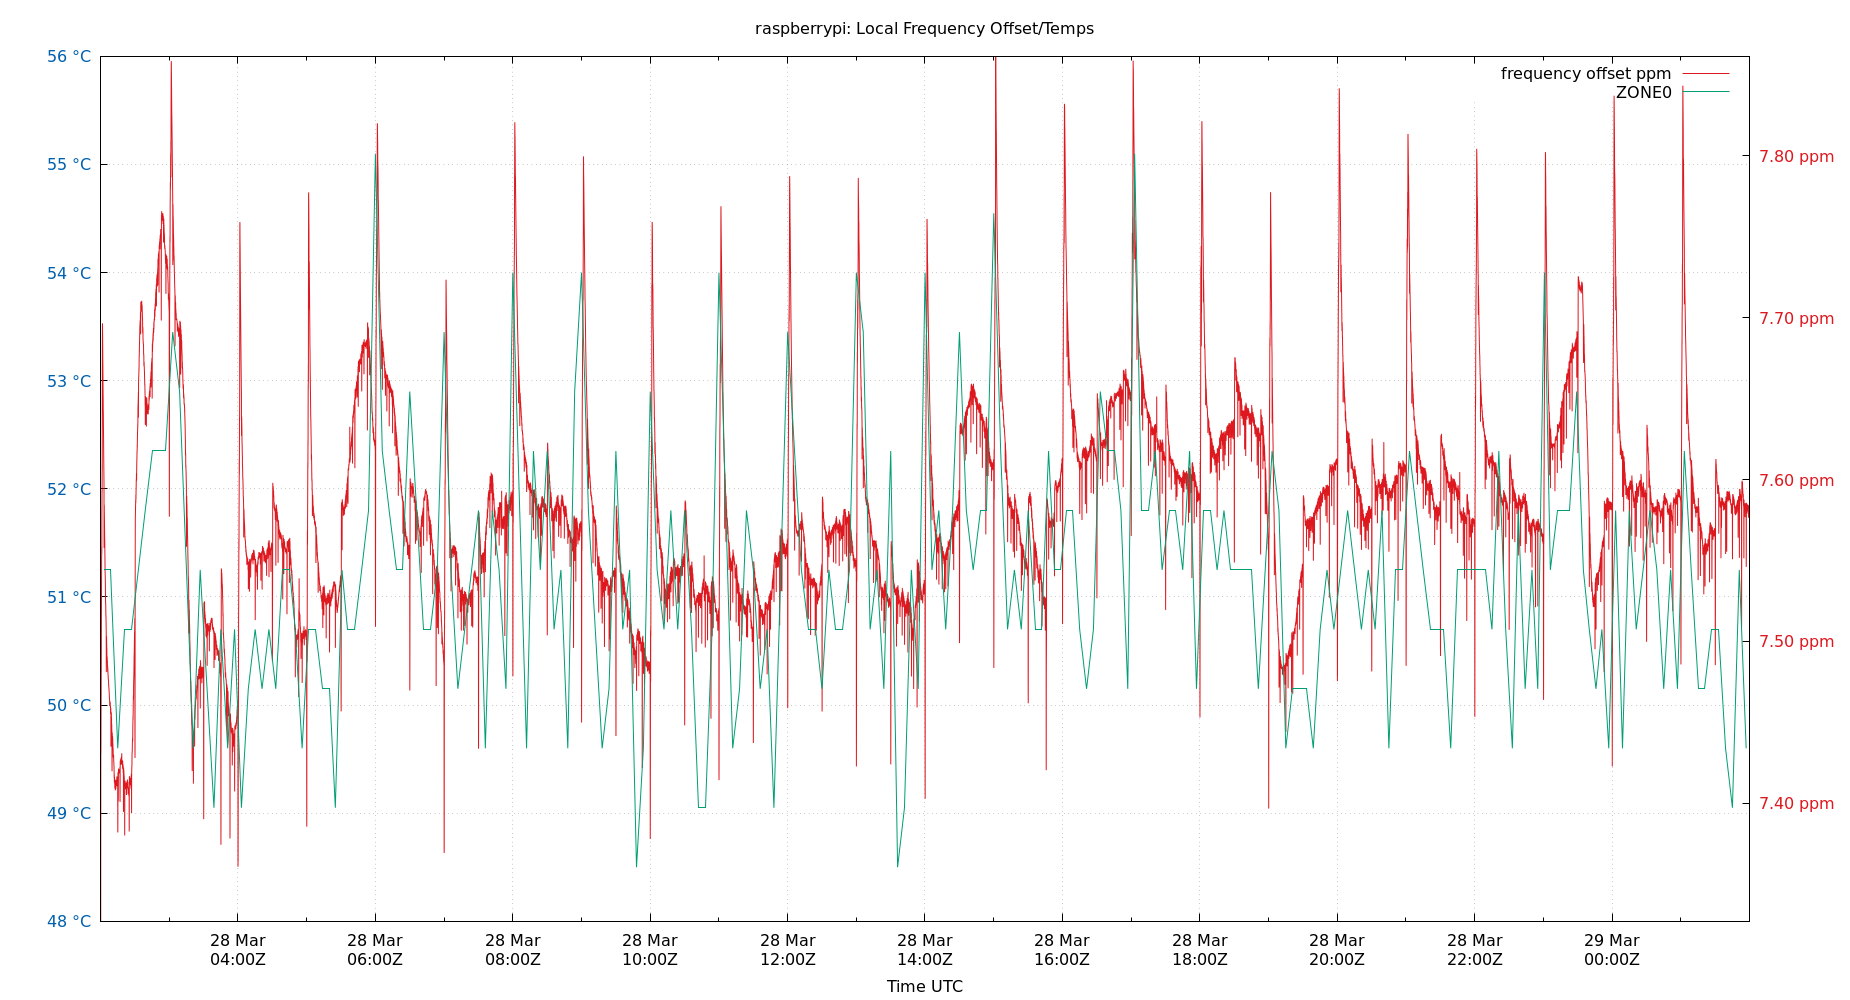 raspberrypi: Local Frequency Offset/Temps
56 °C
55 °C
54 °C
53 °C
52 °C
51 °C
50 °C
49 °C
48 °C
frequency offset ppm
ZONE0
7.80 ppm
7.70 ppm
7.60 ppm
7.50 ppm
7.40 ppm
28 Mar
04:00Z
28 Mar
06:00Z
28 Mar
08:00Z
28 Mar
10:00Z
28 Mar
12:00Z
28 Mar
14:00Z
28 Mar
16:00Z
28 Mar
18:00Z
28 Mar
20:00Z
28 Mar
22:00Z
29 Mar
00:00Z
Time UTC